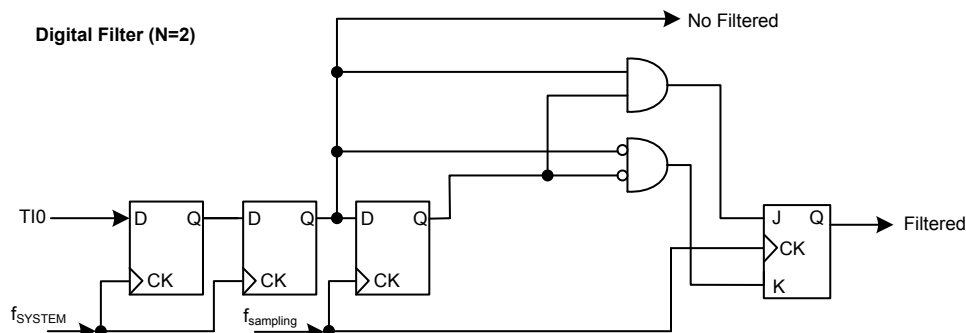 No Filtered
Digital Filter (N=2)
TI0
D Q
D Q
D Q
J Q
Filtered
CK
CK
CK
CK
K
fSYSTEM
fsampling